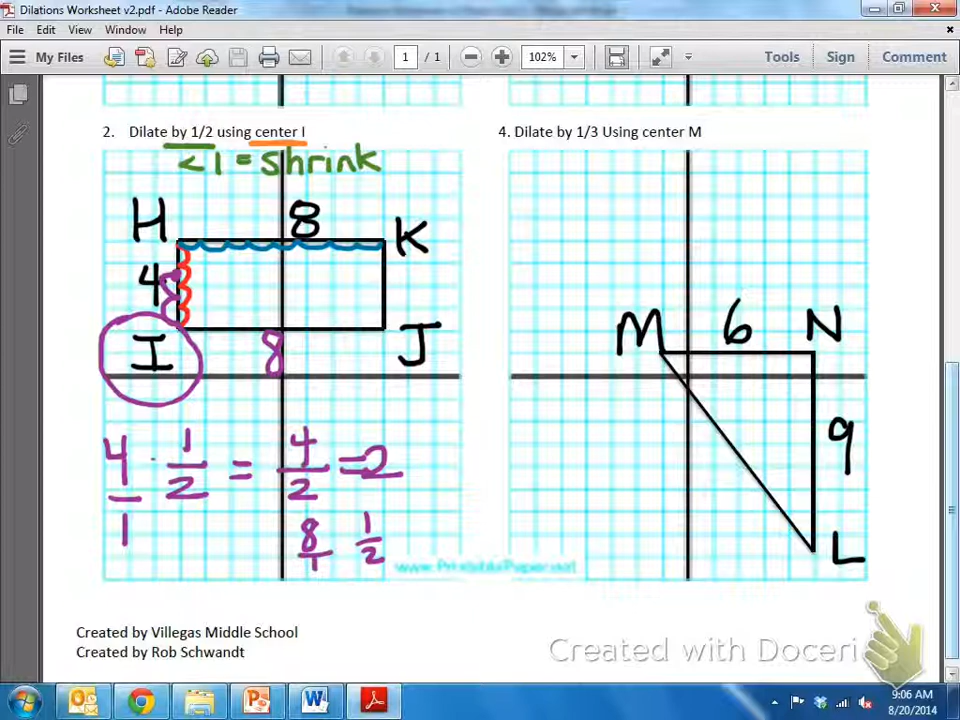 Dilations Worksheet v2.pdf - Adobe Reader
File Edit View Window Help
My Files 1 / 1 102% Tools Sign Comment
2. Dilate by 1/2 using center I
<1 = shrink
H 8 K
4
I 8 J
4/1 · 1/2 = 4/2 = 2
8/1 1/2
4. Dilate by 1/3 Using center M
M 6 N
9
L
www.PrintablePaper.net
Created by Villegas Middle School
Created by Rob Schwandt
Created with Doceri
9:06 AM
8/20/2014